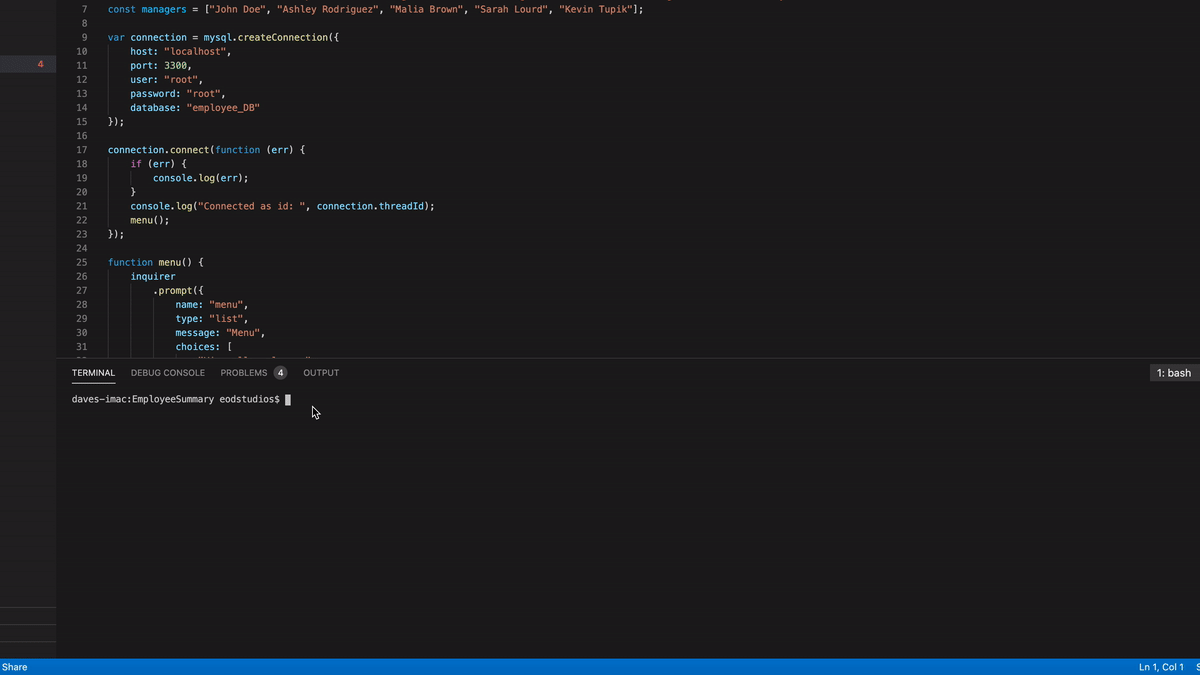 7 const managers = ["John Doe", "Ashley Rodriguez", "Malia Brown", "Sarah Lourd", "Kevin Tupik"];
8
9 var connection = mysql.createConnection({
10 host: "localhost",
4
11 port: 3300,
12 user: "root",
13 password: "root",
14 database: "employee_DB"
15 });
16
17 connection.connect(function (err) {
18 if (err) {
19 console.log(err);
20 }
21 console.log("Connected as id: ", connection.threadId);
22 menu();
23 });
24
25 function menu() {
26 inquirer
27 .prompt({
28 name: "menu",
29 type: "list",
30 message: "Menu",
31 choices: [
TERMINAL DEBUG CONSOLE PROBLEMS 4 OUTPUT 1: bash
daves-imac:EmployeeSummary eodstudios$
Share Ln 1, Col 1